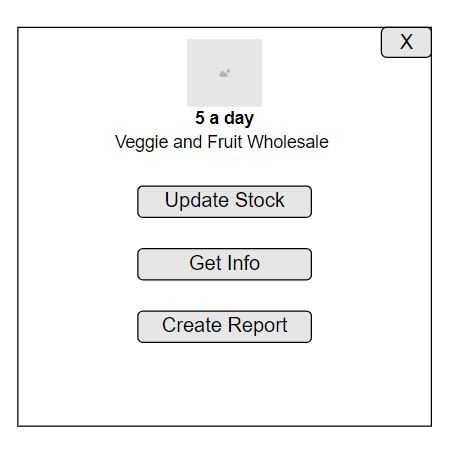 X
5 a day
Veggie and Fruit Wholesale
Update Stock
Get Info
Create Report